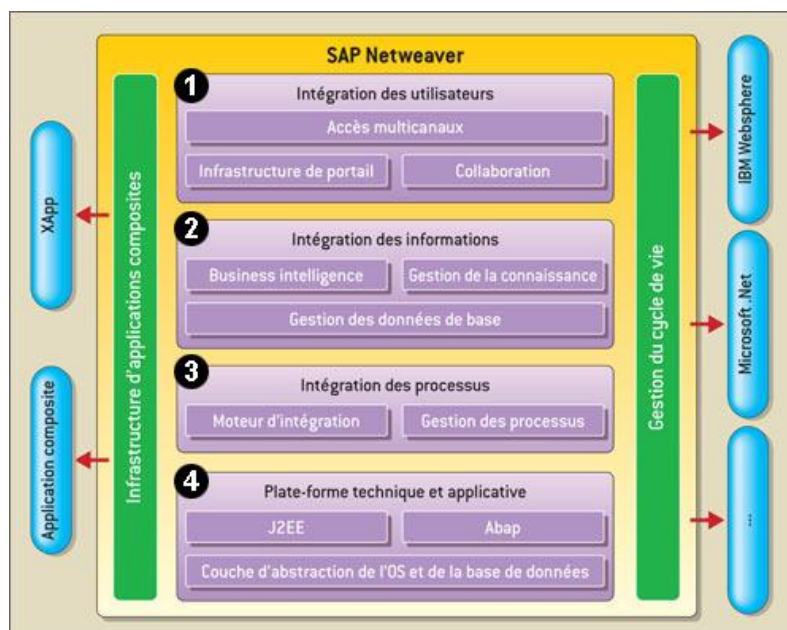 SAP Netweaver
1
Intégration des utilisateurs
Accès multicanaux
Infrastructure de portail
Collaboration
2
Intégration des informations
Business intelligence
Gestion de la connaissance
Gestion des données de base
3
Intégration des processus
Moteur d'intégration
Gestion des processus
4
Plate-forme technique et applicative
J2EE
Abap
Couche d'abstraction de l'OS et de la base de données
Infrastructure d'applications composites
Gestion du cycle de vie
XApp
Application composite
IBM Websphere
Microsoft .Net
...